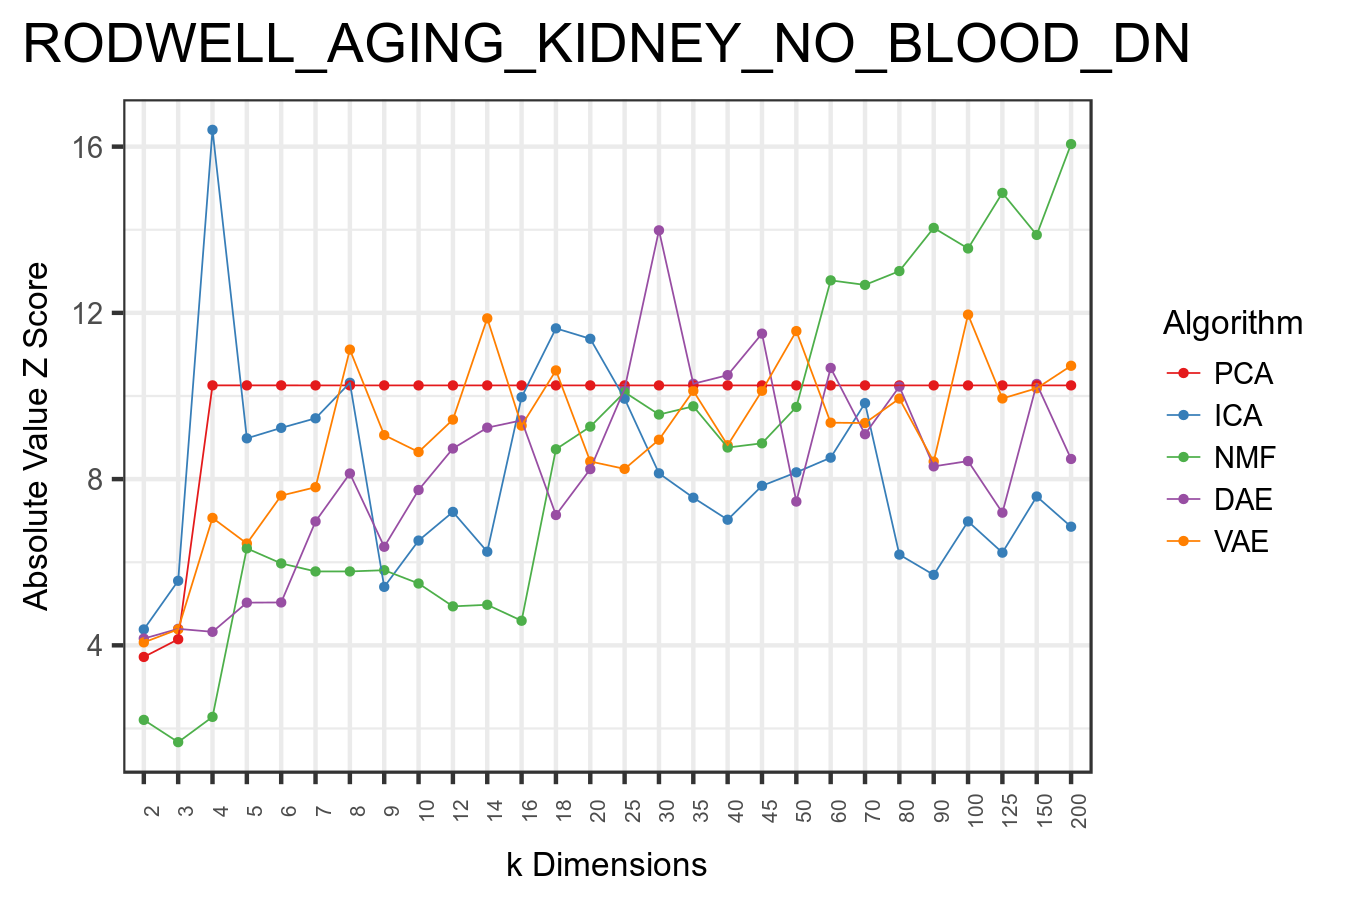 RODWELL_AGING_KIDNEY_NO_BLOOD_DN
Absolute Value Z Score
16
12
8
4
2 3 4 5 6 7 8 9 10 12 14 16 18 20 25 30 35 40 45 50 60 70 80 90 100 125 150 200
k Dimensions
Algorithm
PCA
ICA
NMF
DAE
VAE